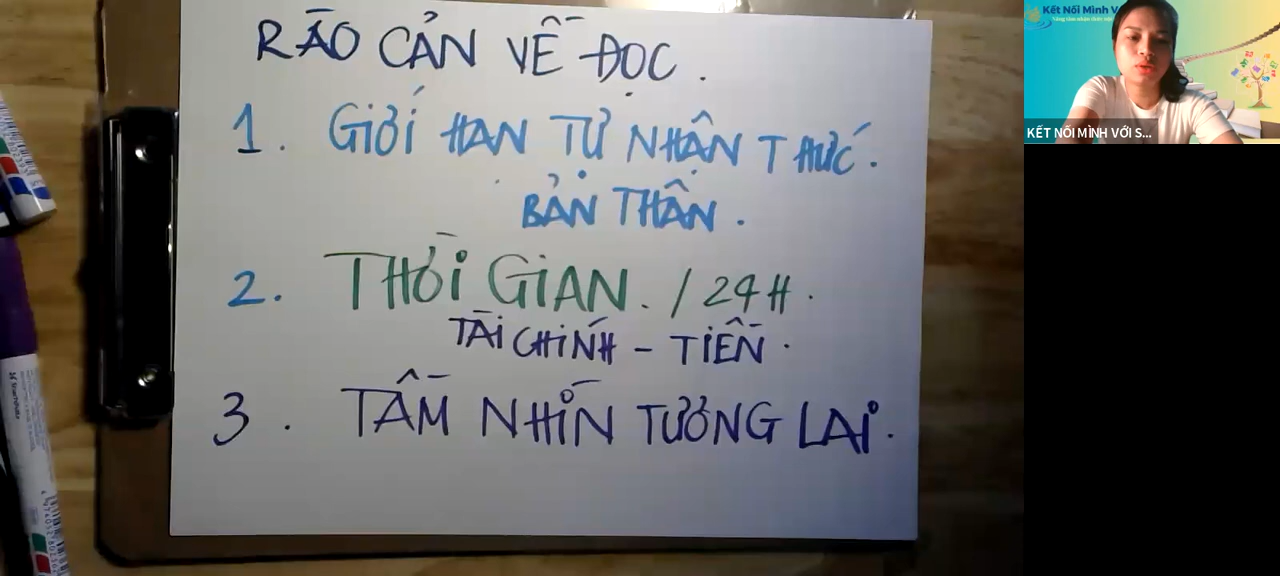 RÀO CẢN VỀ ĐỌC.
1. GIỚI HẠN TỰ NHẬN THỨC.
BẢN THÂN.
2. THỜI GIAN. / 24H.
TÀI CHÍNH - TIỀN.
3. TẦM NHÌN TƯƠNG LAI.
Kết Nối Mình V
KẾT NỐI MÌNH VỚI S...